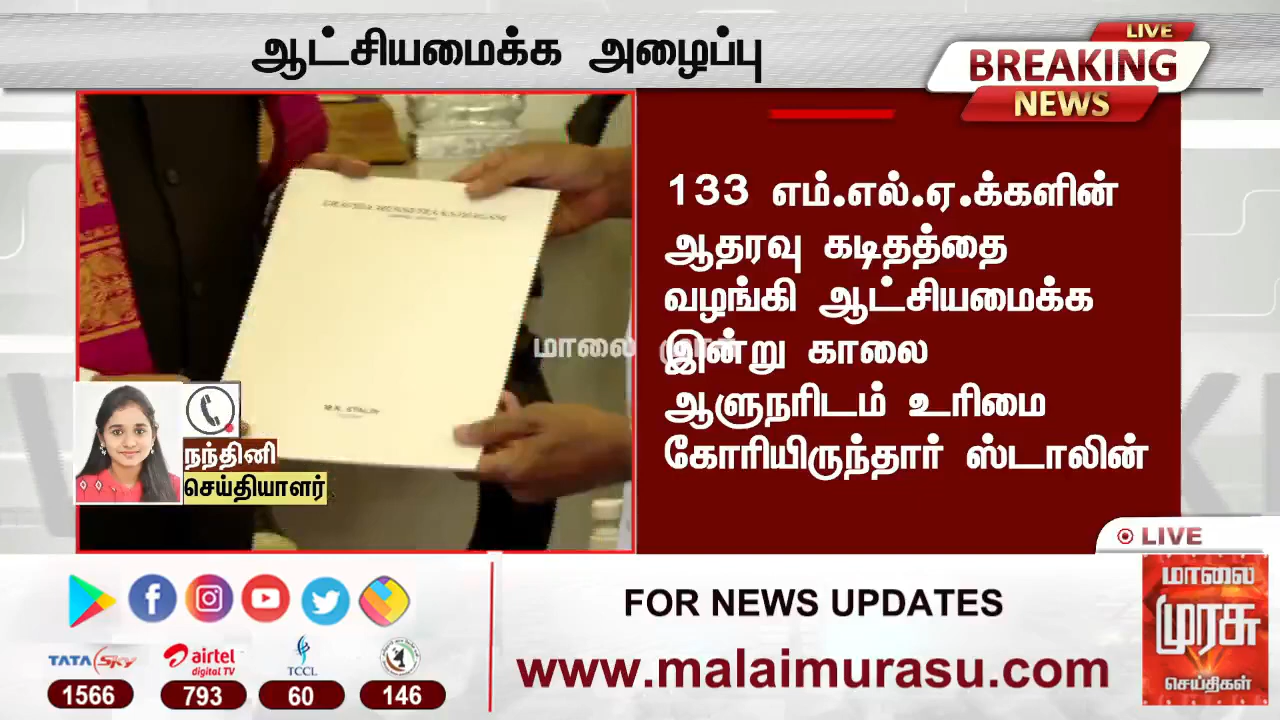 ஆட்சியமைக்க அழைப்பு
LIVE
BREAKING
NEWS
133 எம்.எல்.ஏ.க்களின்
ஆதரவு கடிதத்தை
வழங்கி ஆட்சியமைக்க
இன்று காலை
ஆளுநரிடம் உரிமை
கோரியிருந்தார் ஸ்டாலின்
மாலை
M.K. STALIN
நந்தினி
செய்தியாளர்
LIVE
FOR NEWS UPDATES
www.malaimurasu.com
TATA Sky
1566
airtel
digital TV
793
TCCL
60
146
மாலை
முரசு
செய்திகள்